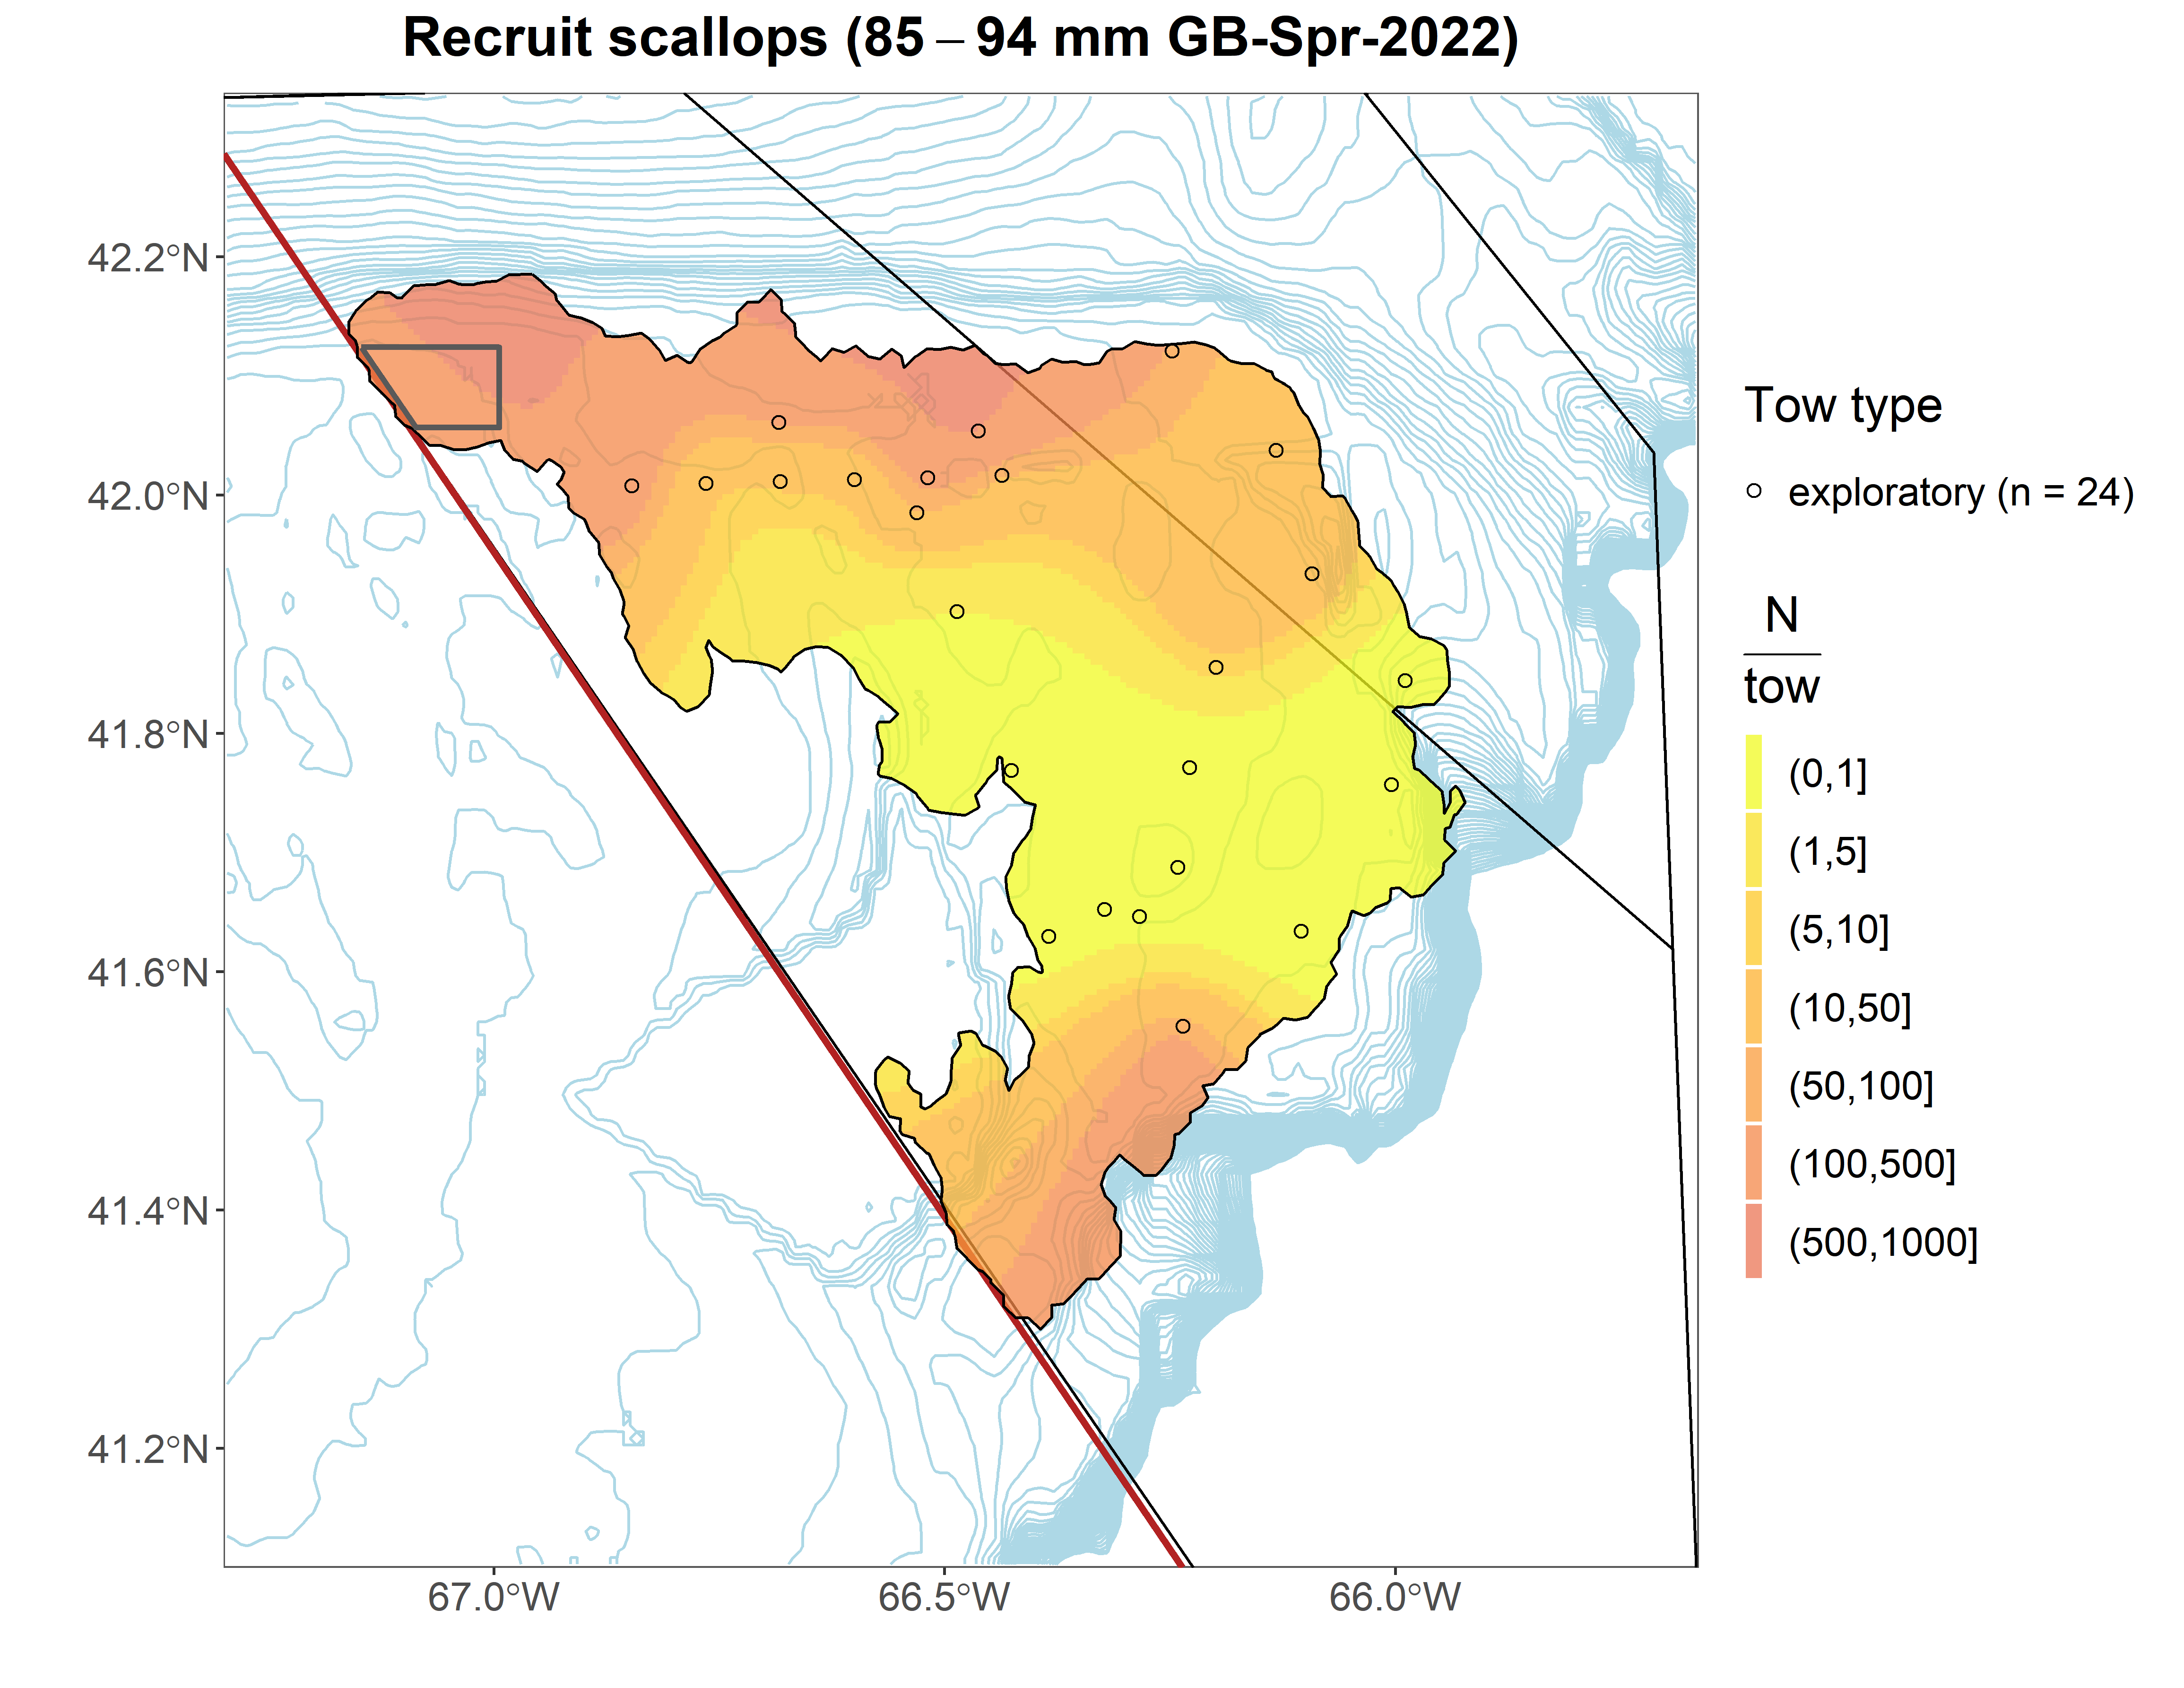 Recruit scallops (85 – 94 mm GB-Spr-2022)
42.2°N
42.0°N
41.8°N
41.6°N
41.4°N
41.2°N
67.0°W
66.5°W
66.0°W
Tow type
exploratory (n = 24)
N
tow
(0,1]
(1,5]
(5,10]
(10,50]
(50,100]
(100,500]
(500,1000]